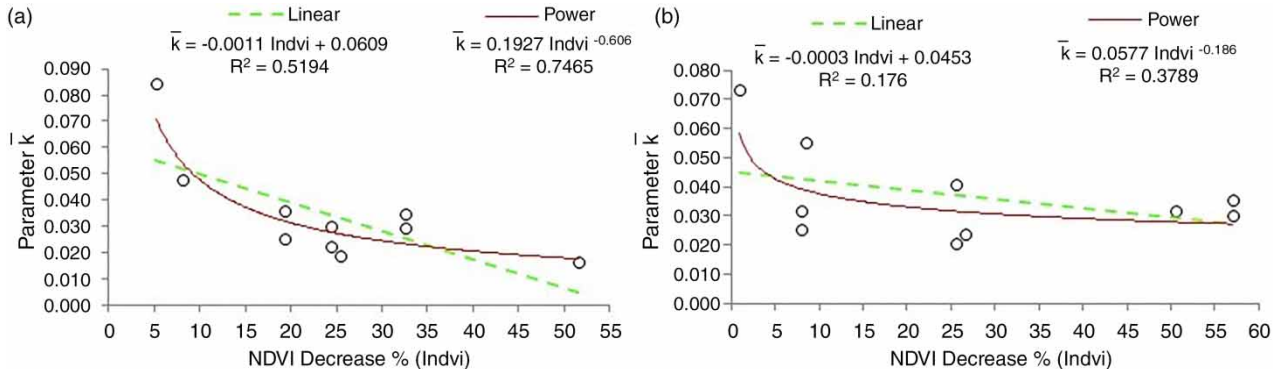 (a)
Linear
Power
k̅ = -0.0011 Indvi + 0.0609
R² = 0.5194
k̅ = 0.1927 Indvi ^-0.606
R² = 0.7465
Parameter k̅
0.090
0.080
0.070
0.060
0.050
0.040
0.030
0.020
0.010
0.000
0 5 10 15 20 25 30 35 40 45 50 55
NDVI Decrease % (Indvi)
(b)
Linear
Power
k̅ = -0.0003 Indvi + 0.0453
R² = 0.176
k̅ = 0.0577 Indvi ^-0.186
R² = 0.3789
Parameter k̅
0.080
0.070
0.060
0.050
0.040
0.030
0.020
0.010
0.000
0 5 10 15 20 25 30 35 40 45 50 55 60
NDVI Decrease % (Indvi)